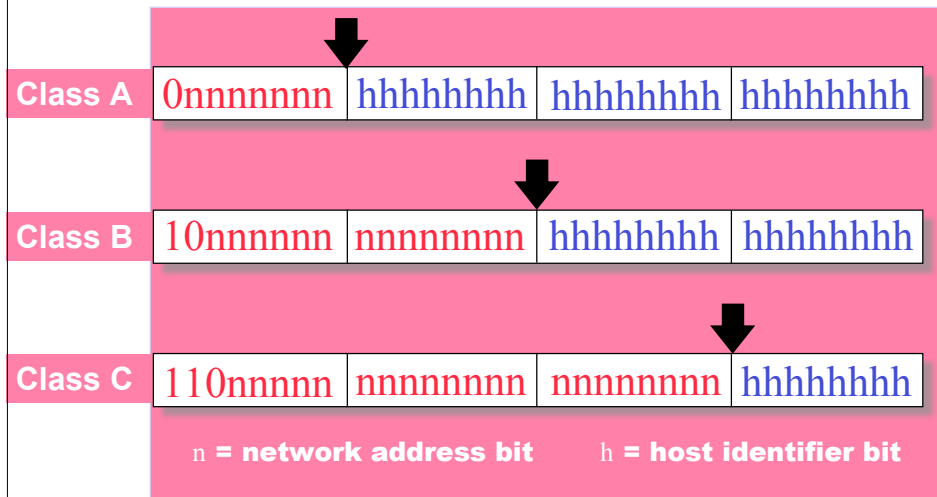 Class A 0nnnnnnn hhhhhhhh hhhhhhhh hhhhhhhh
Class B 10nnnnnn nnnnnnnn hhhhhhhh hhhhhhhh
Class C 110nnnnn nnnnnnnn nnnnnnnn hhhhhhhh
n = network address bit h = host identifier bit